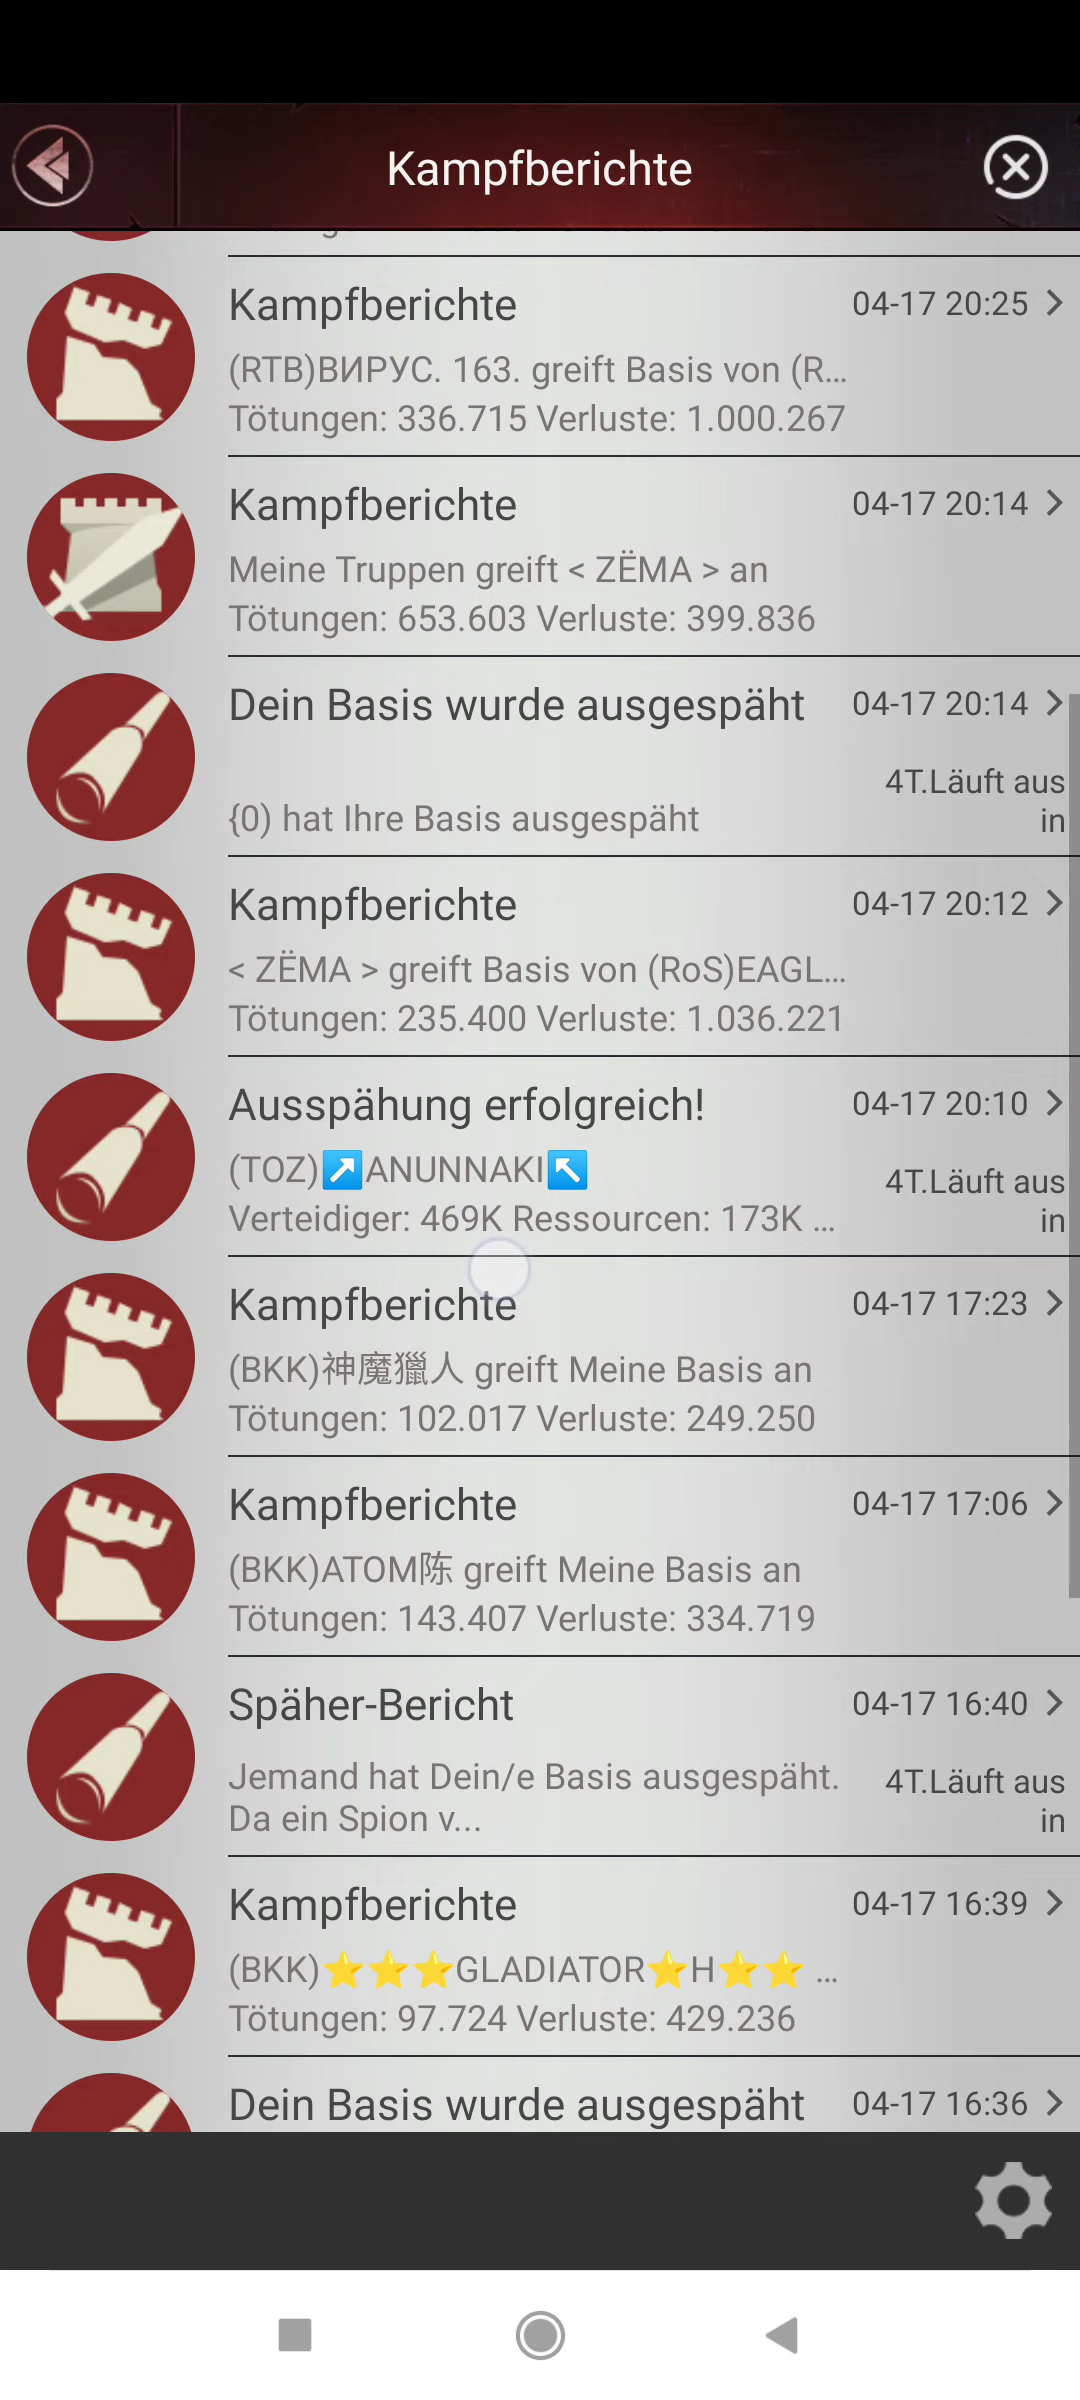 Kampfberichte
Kampfberichte 04-17 20:25
(RTB)ВИРУС. 163. greift Basis von (R...
Tötungen: 336.715 Verluste: 1.000.267
Kampfberichte 04-17 20:14
Meine Truppen greift < ZËMA > an
Tötungen: 653.603 Verluste: 399.836
Dein Basis wurde ausgespäht 04-17 20:14
4T.Läuft aus
in
{0) hat Ihre Basis ausgespäht
Kampfberichte 04-17 20:12
< ZËMA > greift Basis von (RoS)EAGL...
Tötungen: 235.400 Verluste: 1.036.221
Ausspähung erfolgreich! 04-17 20:10
(TOZ)↗️ANUNNAKI↖️
4T.Läuft aus
in
Verteidiger: 469K Ressourcen: 173K ...
Kampfberichte 04-17 17:23
(BKK)神魔獵人 greift Meine Basis an
Tötungen: 102.017 Verluste: 249.250
Kampfberichte 04-17 17:06
(BKK)ATOM陈 greift Meine Basis an
Tötungen: 143.407 Verluste: 334.719
Späher-Bericht 04-17 16:40
Jemand hat Dein/e Basis ausgespäht.
Da ein Spion v...
4T.Läuft aus
in
Kampfberichte 04-17 16:39
(BKK)⭐⭐⭐GLADIATOR⭐H⭐⭐ ...
Tötungen: 97.724 Verluste: 429.236
Dein Basis wurde ausgespäht 04-17 16:36